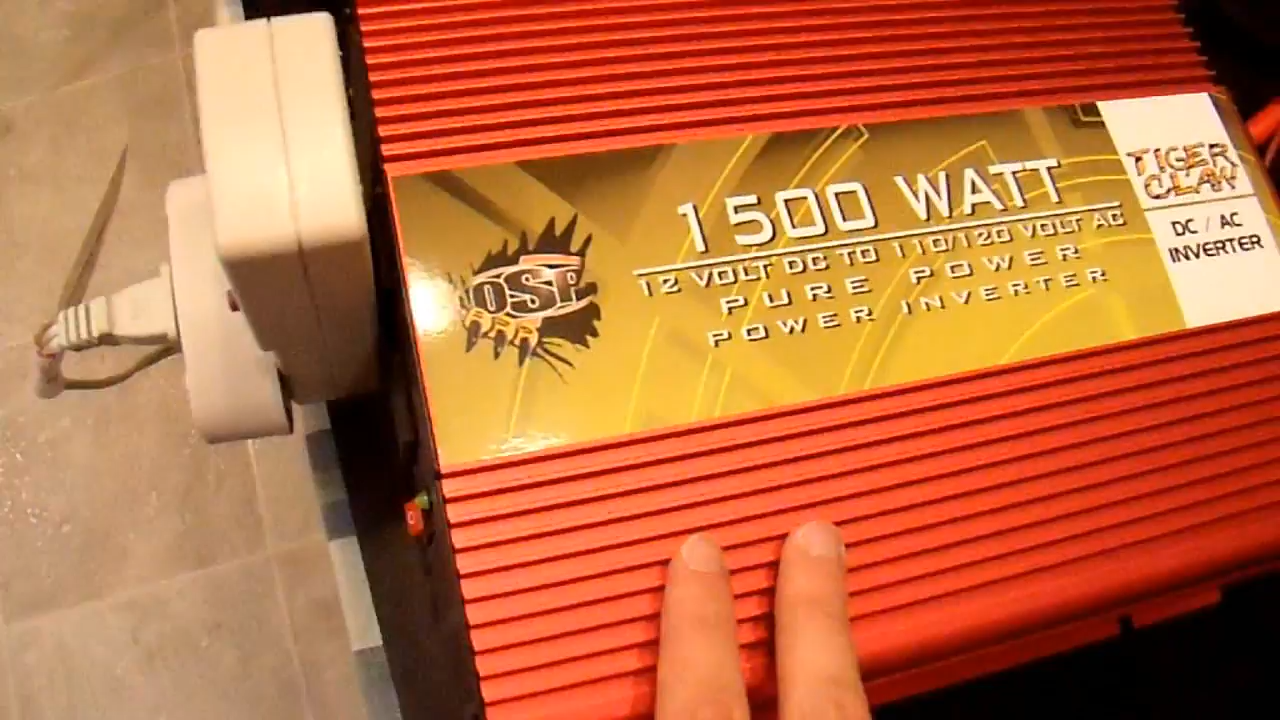 1500 WATT
12 VOLT DC TO 110/120 VOLT AC
PURE POWER
POWER INVERTER
OSP
TIGER
CLAW
DC / AC
INVERTER